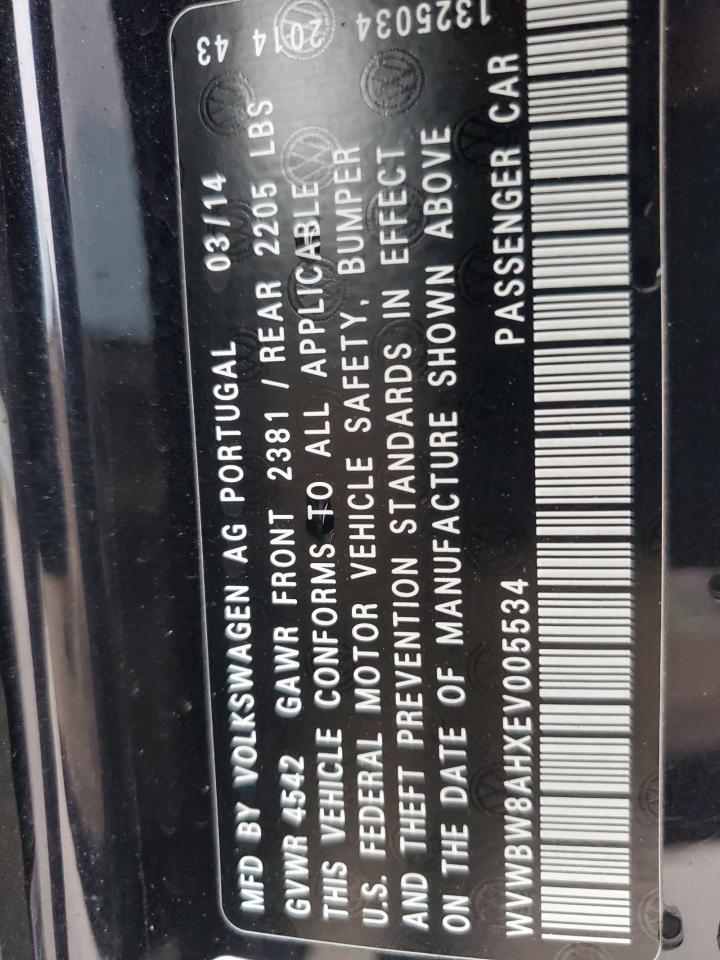 MFD BY VOLKSWAGEN AG PORTUGAL 03/14
GVWR 4542 GAWR FRONT 2381 / REAR 2205 LBS
THIS VEHICLE CONFORMS TO ALL APPLICABLE
U.S. FEDERAL MOTOR VEHICLE SAFETY, BUMPER
AND THEFT PREVENTION STANDARDS IN EFFECT
ON THE DATE OF MANUFACTURE SHOWN ABOVE
WVWBW8AHXEV005534 PASSENGER CAR
1325034
2014
43